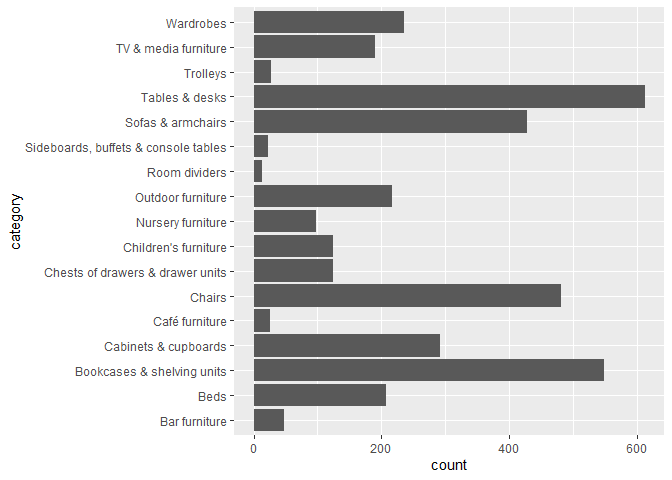 Wardrobes
TV & media furniture
Trolleys
Tables & desks
Sofas & armchairs
Sideboards, buffets & console tables
Room dividers
Outdoor furniture
Nursery furniture
Children's furniture
Chests of drawers & drawer units
Chairs
Café furniture
Cabinets & cupboards
Bookcases & shelving units
Beds
Bar furniture
category
0 200 400 600
count